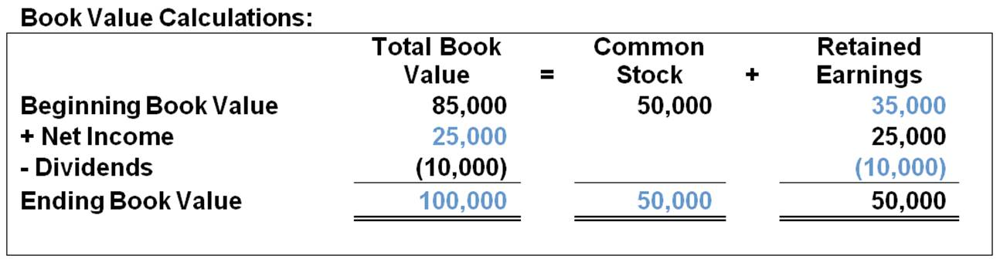 Book Value Calculations:
Total Book Common Retained
Value = Stock + Earnings
Beginning Book Value 85,000 50,000 35,000
+ Net Income 25,000 25,000
- Dividends (10,000) (10,000)
Ending Book Value 100,000 50,000 50,000